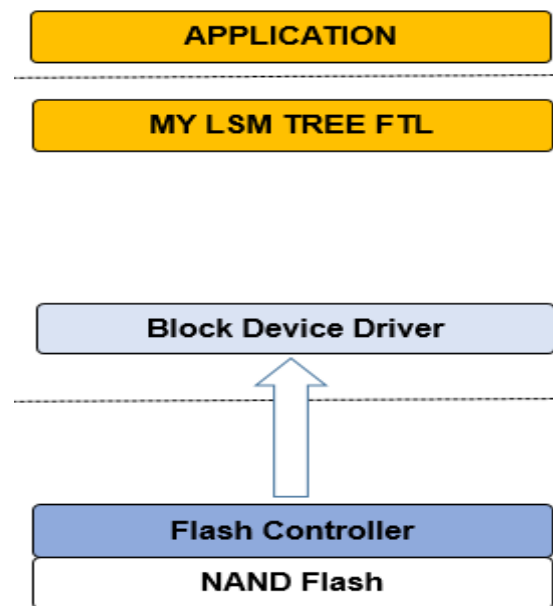 APPLICATION
MY LSM TREE FTL
Block Device Driver
Flash Controller
NAND Flash